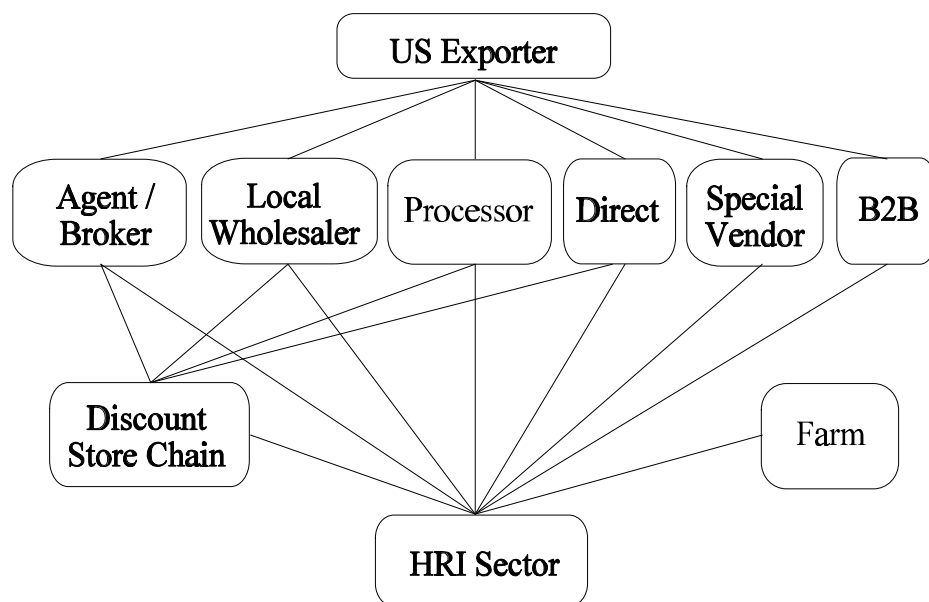 US Exporter
Agent /
Broker
Local
Wholesaler
Processor
Direct
Special
Vendor
B2B
Discount
Store Chain
Farm
HRI Sector